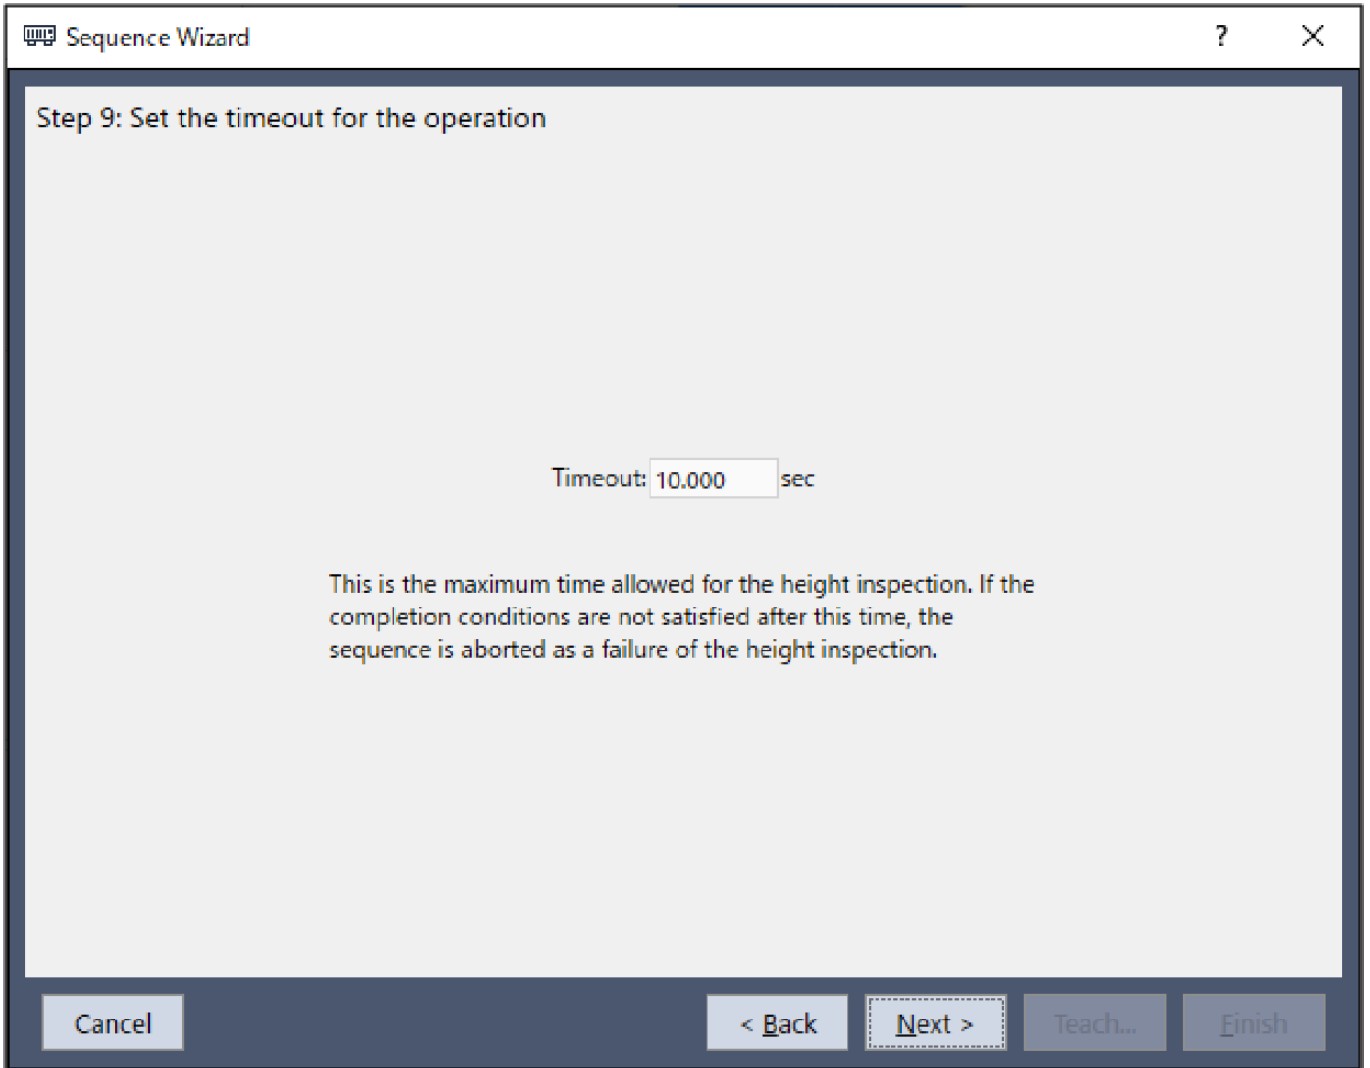 Sequence Wizard
?
Step 9: Set the timeout for the operation
Timeout: 10.000 sec
This is the maximum time allowed for the height inspection. If the
completion conditions are not satisfied after this time, the
sequence is aborted as a failure of the height inspection.
Cancel < Back Next > Teach... Finish